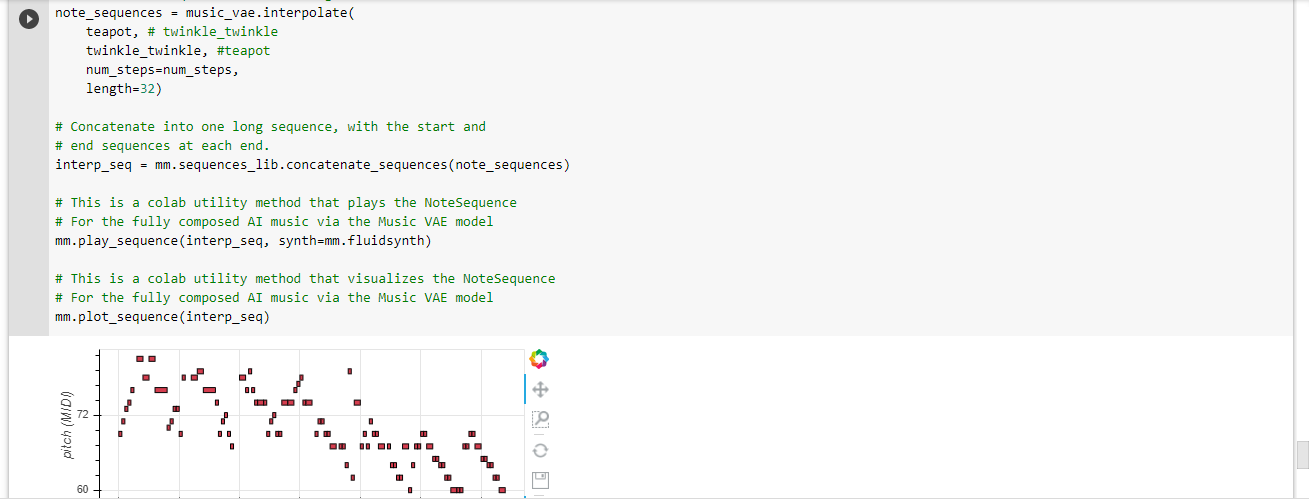 note_sequences = music_vae.interpolate(
    teapot, # twinkle_twinkle
    twinkle_twinkle, #teapot
    num_steps=num_steps,
    length=32)
# Concatenate into one long sequence, with the start and
# end sequences at each end.
interp_seq = mm.sequences_lib.concatenate_sequences(note_sequences)
# This is a colab utility method that plays the NoteSequence
# For the fully composed AI music via the Music VAE model
mm.play_sequence(interp_seq, synth=mm.fluidsynth)
# This is a colab utility method that visualizes the NoteSequence
# For the fully composed AI music via the Music VAE model
mm.plot_sequence(interp_seq)
pitch (MIDI)
72
60